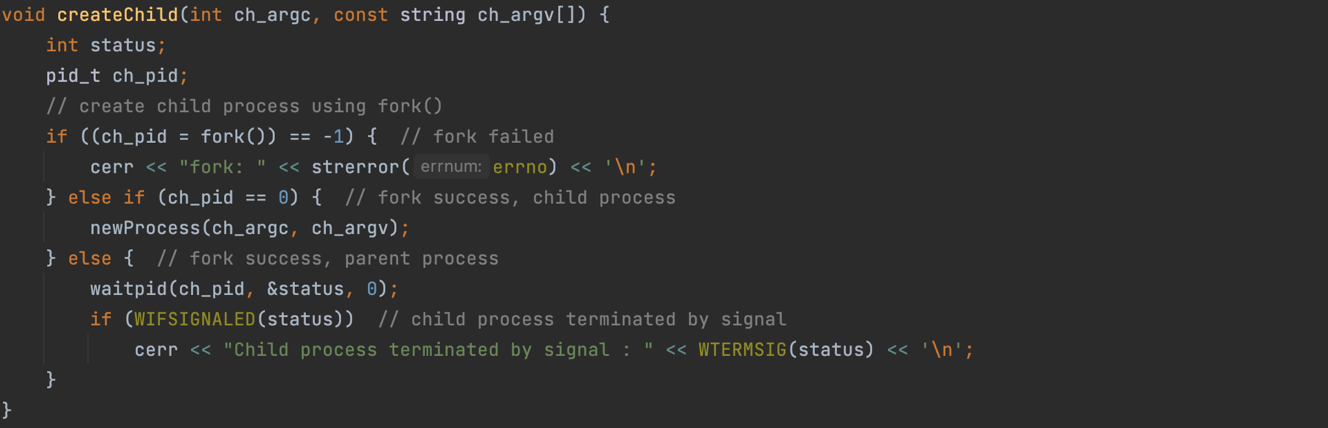 void createChild(int ch_argc, const string ch_argv[]) {
    int status;
    pid_t ch_pid;
    // create child process using fork()
    if ((ch_pid = fork()) == -1) {  // fork failed
        cerr << "fork: " << strerror( errnum: errno) << '\n';
    } else if (ch_pid == 0) {  // fork success, child process
        newProcess(ch_argc, ch_argv);
    } else {  // fork success, parent process
        waitpid(ch_pid, &status, 0);
        if (WIFSIGNALED(status))  // child process terminated by signal
            cerr << "Child process terminated by signal : " << WTERMSIG(status) << '\n';
    }
}